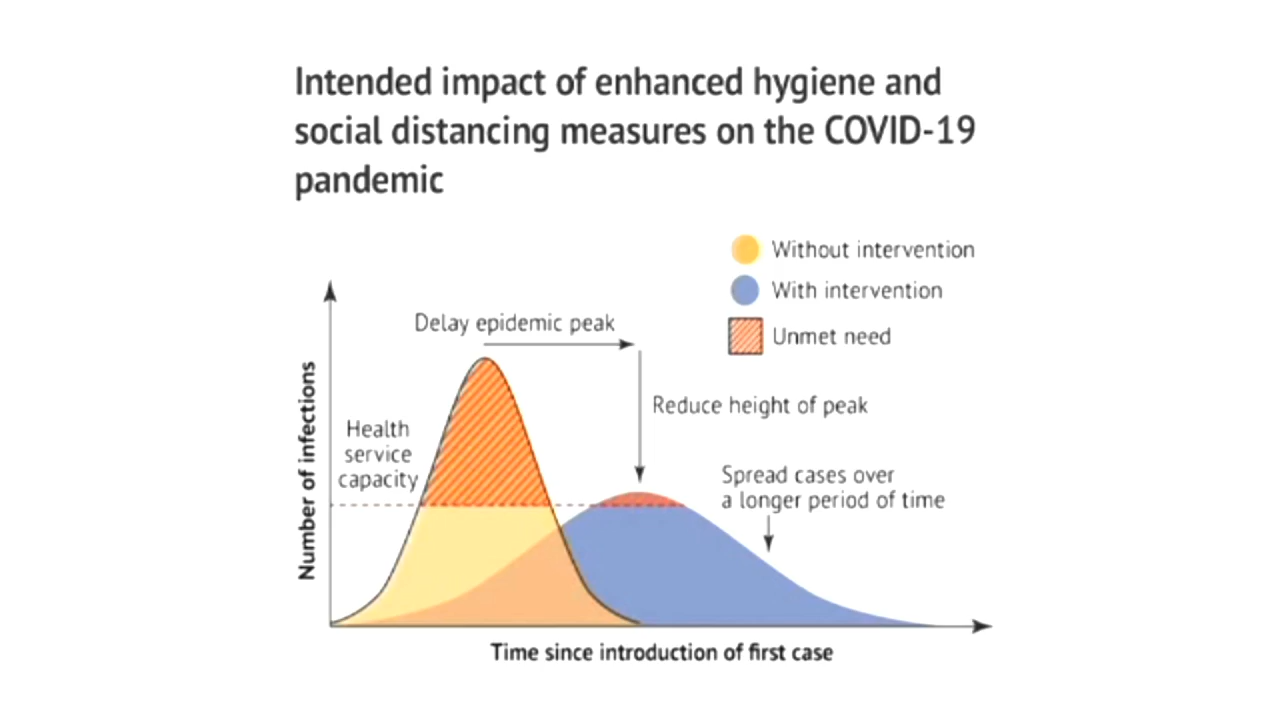 Intended impact of enhanced hygiene and
social distancing measures on the COVID-19
pandemic
Without intervention
With intervention
Unmet need
Delay epidemic peak
Reduce height of peak
Health
service
capacity
Spread cases over
a longer period of time
Number of infections
Time since introduction of first case